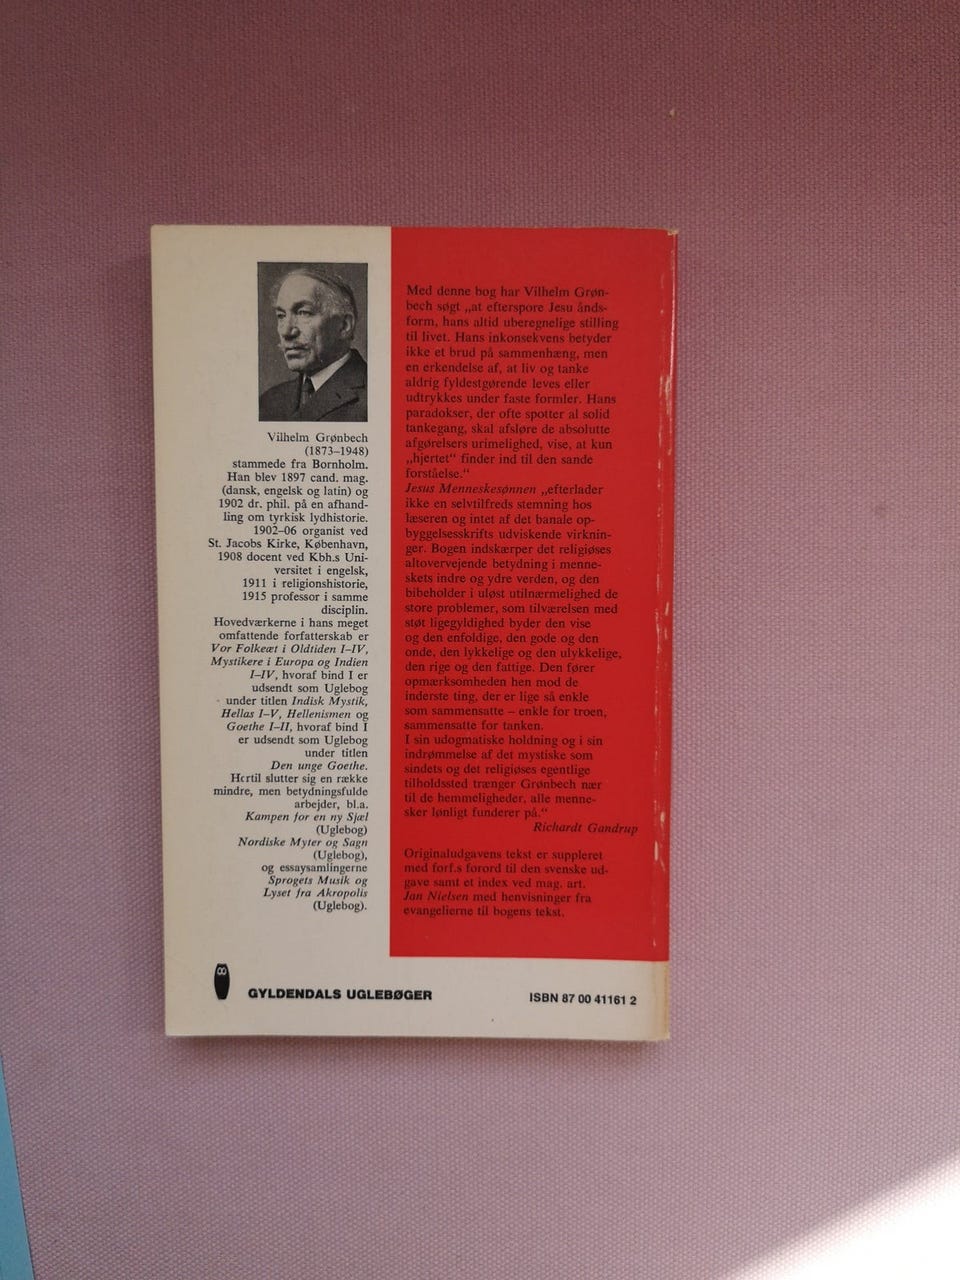 Vilhelm Grønbech
(1873–1948)
stammede fra Bornholm.
Han blev 1897 cand. mag.
(dansk, engelsk og latin) og
1902 dr. phil. på en afhand-
ling om tyrkisk lydhistorie.
1902–06 organist ved
St. Jacobs Kirke, København,
1908 docent ved Kbh.s Uni-
versitet i engelsk,
1911 i religionshistorie,
1915 professor i samme
disciplin.
Hovedværkerne i hans meget
omfattende forfatterskab er
Vor Folkeæt i Oldtiden I–IV,
Mystikere i Europa og Indien
I–IV, hvoraf bind I er
udsendt som Uglebog
under titlen Indisk Mystik,
Hellas I–V, Hellenismen og
Goethe I–II, hvoraf bind I
er udsendt som Uglebog
under titlen
Den unge Goethe.
Hertil slutter sig en række
mindre, men betydningsfulde
arbejder, bl.a.
Kampen for en ny Sjæl
(Uglebog)
Nordiske Myter og Sagn
(Uglebog),
og essaysamlingerne
Sprogets Musik og
Lyset fra Akropolis
(Uglebog).
Med denne bog har Vilhelm Grøn-
bech søgt „at efterspore Jesu ånds-
form, hans altid uberegnelige stilling
til livet. Hans inkonsekvens betyder
ikke et brud på sammenhæng, men
en erkendelse af, at liv og tanke
aldrig fyldestgørende leves eller
udtrykkes under faste formler. Hans
paradokser, der ofte spotter al solid
tankegang, skal afsløre de absolutte
afgørelsers urimelighed, vise, at kun
„hjertet“ finder ind til den sande
forståelse.“
Jesus Menneskesønnen „efterlader
ikke en selvtilfreds stemning hos
læseren og intet af det banale op-
byggelsesskrifts udviskende virknin-
ger. Bogen indskærper det religiøses
altovervejende betydning i menne-
skets indre og ydre verden, og den
bibeholder i uløst utilnærmelighed de
store problemer, som tilværelsen med
støt ligegyldighed byder den vise
og den enfoldige, den gode og den
onde, den lykkelige og den ulykkelige,
den rige og den fattige. Den fører
opmærksomheden hen mod de
inderste ting, der er lige så enkle
som sammensatte – enkle for troen,
sammensatte for tanken.
I sin udogmatiske holdning og i sin
indrømmelse af det mystiske som
sindets og det religiøses egentlige
tilholdssted trænger Grønbech nær
til de hemmeligheder, alle menne-
sker lønligt funderer på.“
Richardt Gandrup
Originaludgavens tekst er suppleret
med forf.s forord til den svenske ud-
gave samt et index ved mag. art.
Jan Nielsen med henvisninger fra
evangelierne til bogens tekst.
GYLDENDALS UGLEBØGER
ISBN 87 00 41161 2